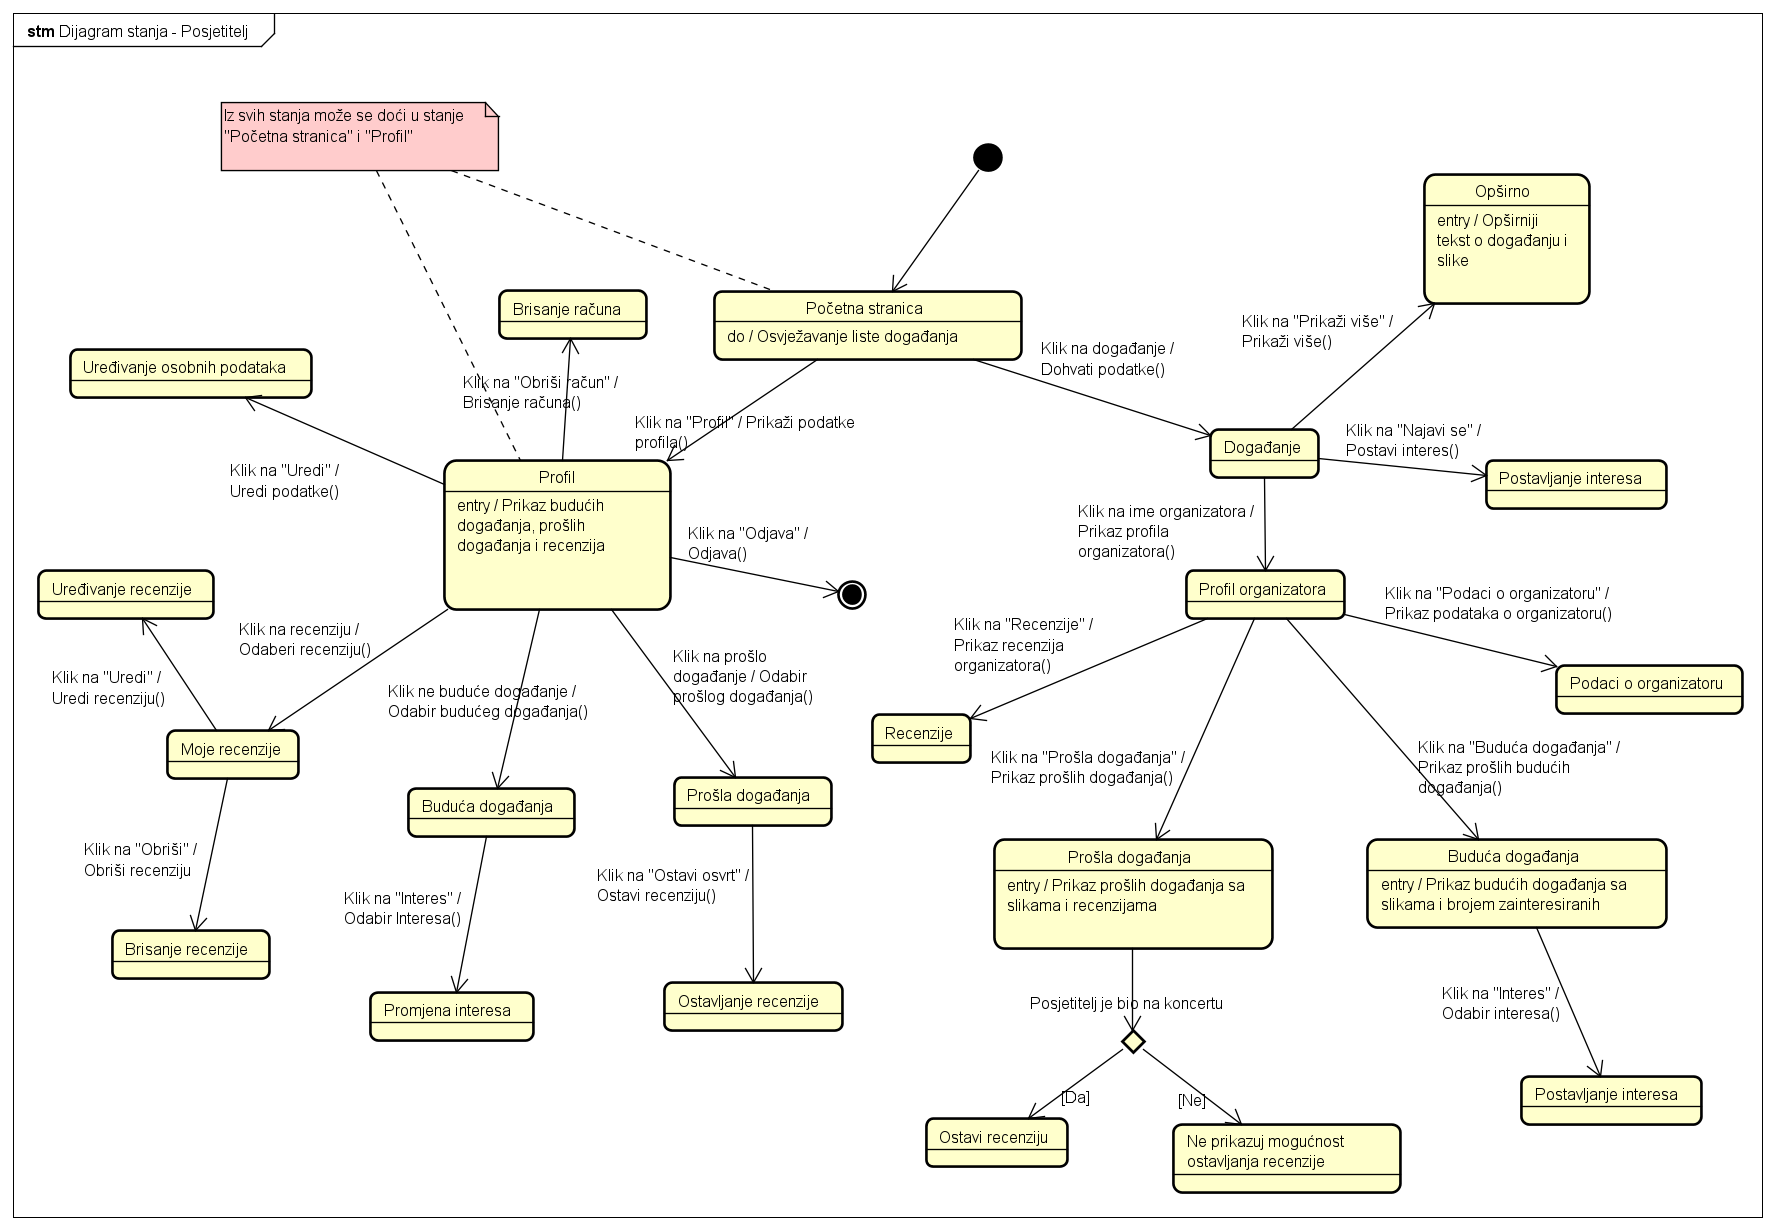 stm Dijagram stanja - Posjetitelj
Iz svih stanja može se doći u stanje
"Početna stranica" i "Profil"
Opširno
entry / Opširniji
tekst o događanju i
slike
Brisanje računa
Početna stranica
do / Osvježavanje liste događanja
Klik na "Prikaži više" /
Prikaži više()
Uređivanje osobnih podataka
Klik na "Obriši račun" /
Brisanje računa()
Klik na događanje /
Dohvati podatke()
Klik na "Profil" / Prikaži podatke
profila()
Događanje
Klik na "Najavi se" /
Postavi interes()
Postavljanje interesa
Klik na "Uredi" /
Uredi podatke()
Profil
entry / Prikaz budućih
događanja, prošlih
događanja i recenzija
Klik na "Odjava" /
Odjava()
Klik na ime organizatora /
Prikaz profila
organizatora()
Uređivanje recenzije
Profil organizatora
Klik na "Podaci o organizatoru" /
Prikaz podataka o organizatoru()
Klik na recenziju /
Odaberi recenziju()
Klik na "Recenzije" /
Prikaz recenzija
organizatora()
Klik na "Uredi" /
Uredi recenziju()
Klik ne buduće događanje /
Odabir budućeg događanja()
Klik na prošlo
događanje / Odabir
prošlog događanja()
Podaci o organizatoru
Moje recenzije
Recenzije
Klik na "Prošla događanja" /
Prikaz prošlih događanja()
Klik na "Buduća događanja" /
Prikaz prošlih budućih
događanja()
Buduća događanja
Prošla događanja
Klik na "Obriši" /
Obriši recenziju
Klik na "Interes" /
Odabir Interesa()
Klik na "Ostavi osvrt" /
Ostavi recenziju()
Prošla događanja
entry / Prikaz prošlih događanja sa
slikama i recenzijama
Buduća događanja
entry / Prikaz budućih događanja sa
slikama i brojem zainteresiranih
Brisanje recenzije
Promjena interesa
Ostavljanje recenzije
Posjetitelj je bio na koncertu
Klik na "Interes" /
Odabir interesa()
[Da]
[Ne]
Postavljanje interesa
Ostavi recenziju
Ne prikazuj mogućnost
ostavljanja recenzije